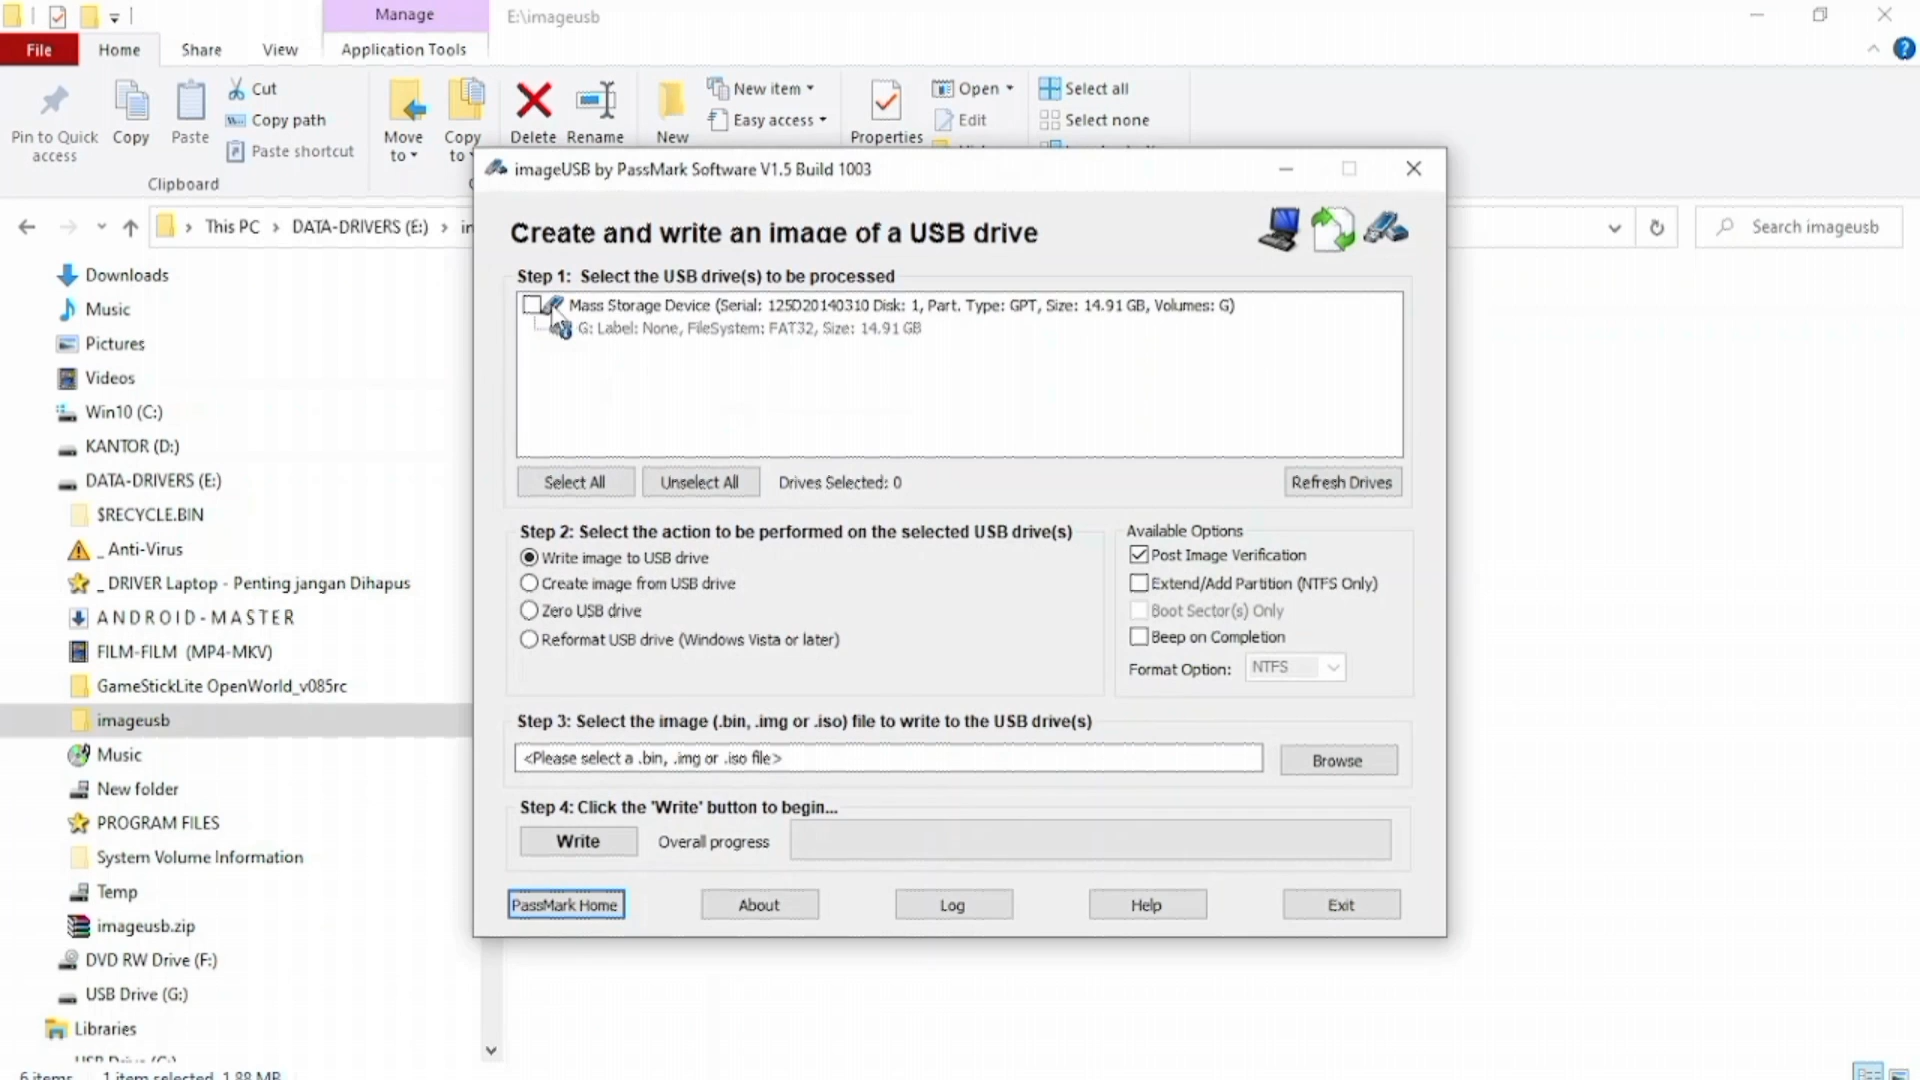 Manage
E:\imageusb
File
Home
Share
View
Application Tools
Pin to Quick
access
Copy
Paste
Cut
Copy path
Paste shortcut
Clipboard
Move
to
Copy
to
Delete
Rename
New
New item
Easy access
Properties
Open
Edit
Select all
Select none
This PC
DATA-DRIVERS (E:)
Search imageusb
Downloads
Music
Pictures
Videos
Win10 (C:)
KANTOR (D:)
DATA-DRIVERS (E:)
$RECYCLE.BIN
_ Anti-Virus
_ DRIVER Laptop - Penting jangan Dihapus
A N D R O I D - M A S T E R
FILM-FILM (MP4-MKV)
GameStickLite OpenWorld_v085rc
imageusb
Music
New folder
PROGRAM FILES
System Volume Information
Temp
imageusb.zip
DVD RW Drive (F:)
USB Drive (G:)
Libraries
USB Drive (G:)
6 items
1 item selected 1.88 MB
imageUSB by PassMark Software V1.5 Build 1003
Create and write an image of a USB drive
Step 1: Select the USB drive(s) to be processed
Mass Storage Device (Serial: 125D20140310 Disk: 1, Part. Type: GPT, Size: 14.91 GB, Volumes: G)
G: Label: None, FileSystem: FAT32, Size: 14.91 GB
Select All
Unselect All
Drives Selected: 0
Refresh Drives
Step 2: Select the action to be performed on the selected USB drive(s)
Write image to USB drive
Create image from USB drive
Zero USB drive
Reformat USB drive (Windows Vista or later)
Available Options
Post Image Verification
Extend/Add Partition (NTFS Only)
Boot Sector(s) Only
Beep on Completion
Format Option:
NTFS
Step 3: Select the image (.bin, .img or .iso) file to write to the USB drive(s)
<Please select a .bin, .img or .iso file>
Browse
Step 4: Click the 'Write' button to begin...
Write
Overall progress
PassMark Home
About
Log
Help
Exit